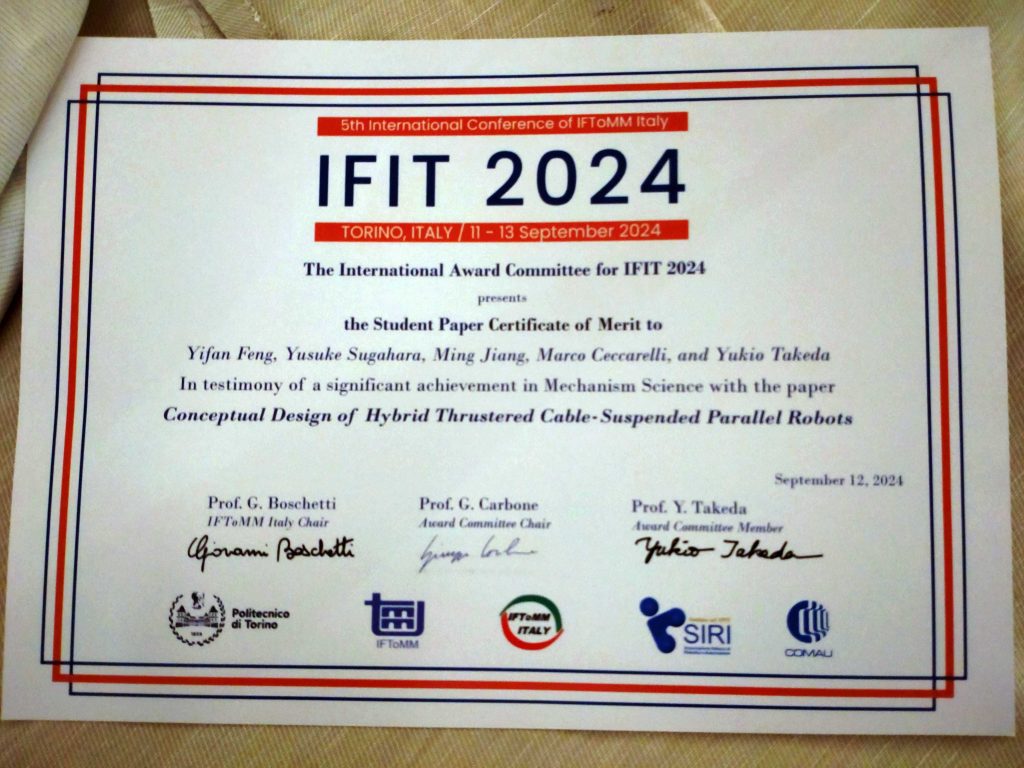 5th International Conference of IFToMM Italy
IFIT 2024
TORINO, ITALY / 11 - 13 September 2024
The International Award Committee for IFIT 2024
presents
the Student Paper Certificate of Merit to
Yifan Feng, Yusuke Sugahara, Ming Jiang, Marco Ceccarelli, and Yukio Takeda
In testimony of a significant achievement in Mechanism Science with the paper
Conceptual Design of Hybrid Thrustered Cable-Suspended Parallel Robots
September 12, 2024
Prof. G. Boschetti
IFToMM Italy Chair
Giovanni Boschetti
Prof. G. Carbone
Award Committee Chair
Prof. Y. Takeda
Award Committee Member
Yukio Takeda
Politecnico
di Torino
IFToMM
IFToMM
ITALY
SIRI
COMAU